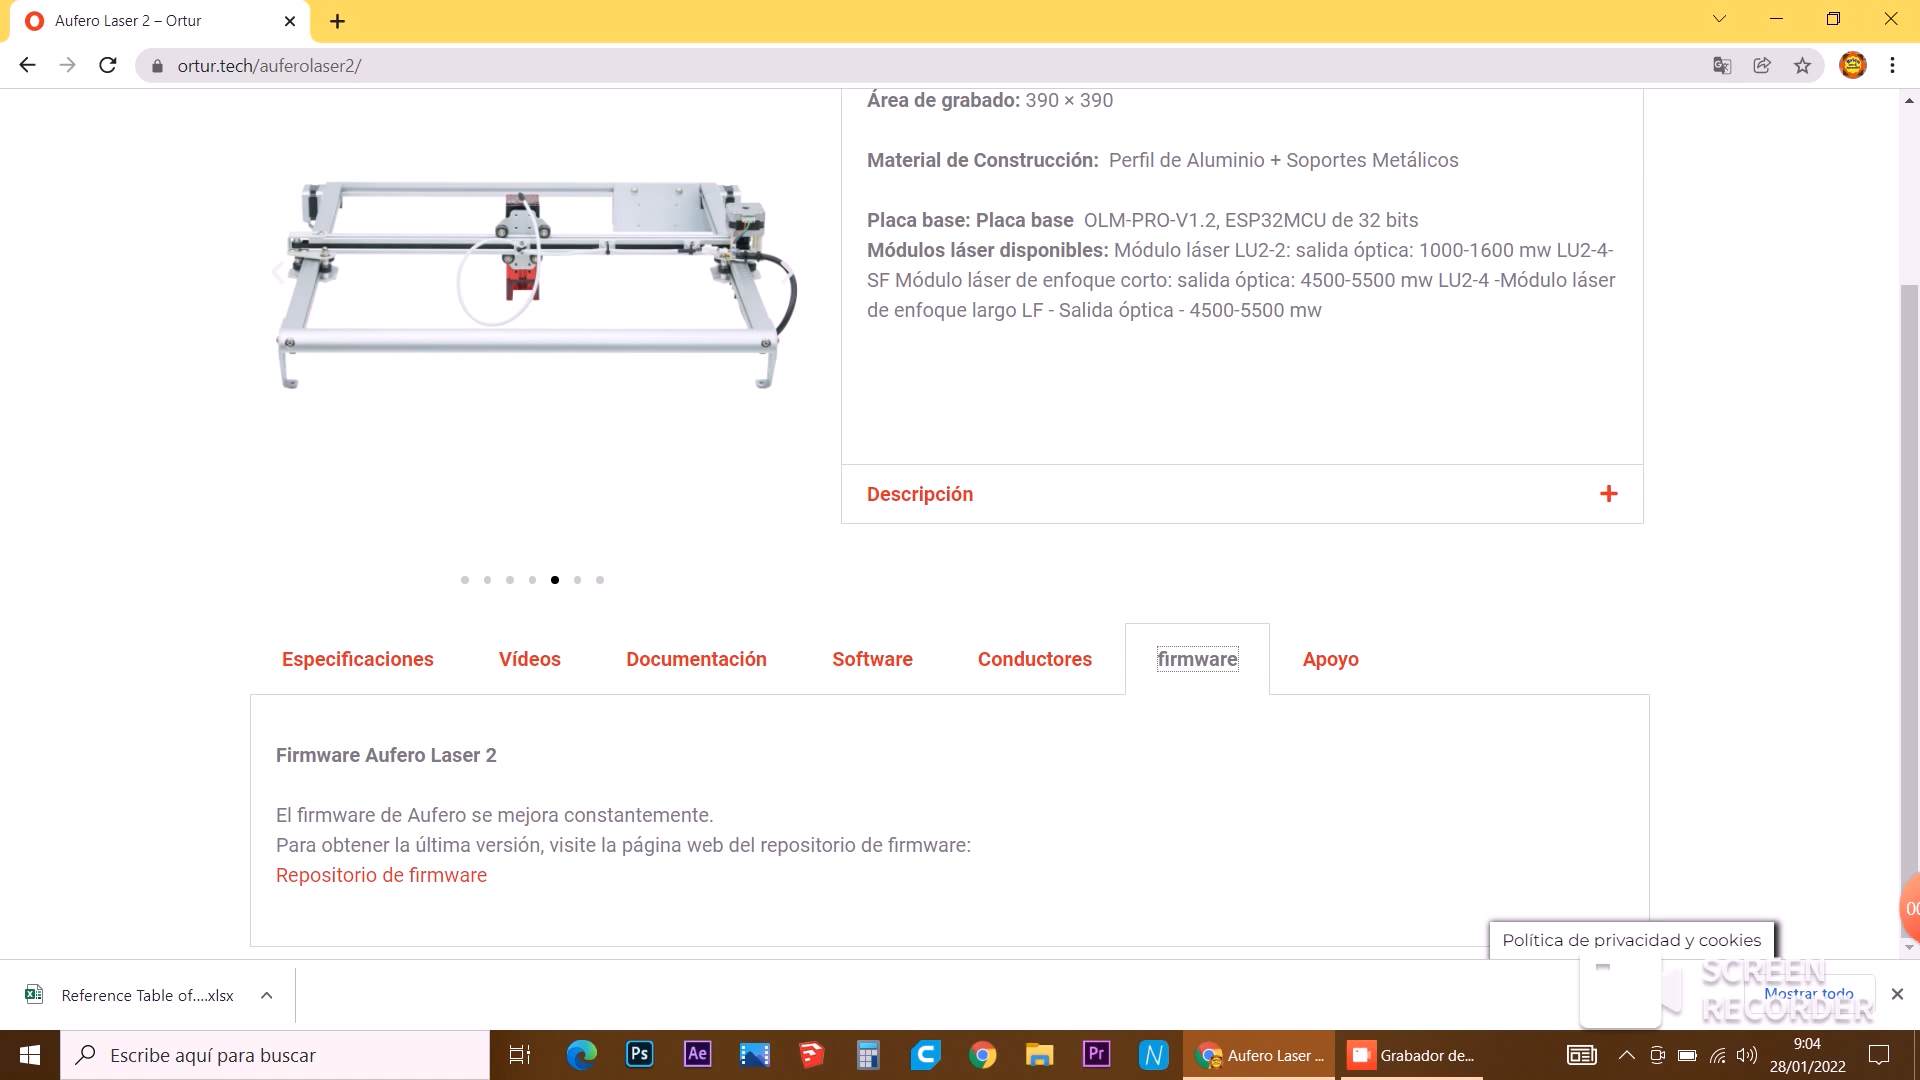 Aufero Laser 2 – Ortur
ortur.tech/auferolaser2/
Área de grabado: 390 × 390
Material de Construcción: Perfil de Aluminio + Soportes Metálicos
Placa base: Placa base OLM-PRO-V1.2, ESP32MCU de 32 bits
Módulos láser disponibles: Módulo láser LU2-2: salida óptica: 1000-1600 mw LU2-4-
SF Módulo láser de enfoque corto: salida óptica: 4500-5500 mw LU2-4 -Módulo láser
de enfoque largo LF - Salida óptica - 4500-5500 mw
Descripción
Especificaciones Vídeos Documentación Software Conductores firmware Apoyo
Firmware Aufero Laser 2
El firmware de Aufero se mejora constantemente.
Para obtener la última versión, visite la página web del repositorio de firmware:
Repositorio de firmware
00
Política de privacidad y cookies
Reference Table of....xlsx
Mostrar todo
SCREEN
RECORDER
Escribe aquí para buscar
Ps
Ae
Pr
N
Aufero Laser ...
Grabador de...
9:04
28/01/2022